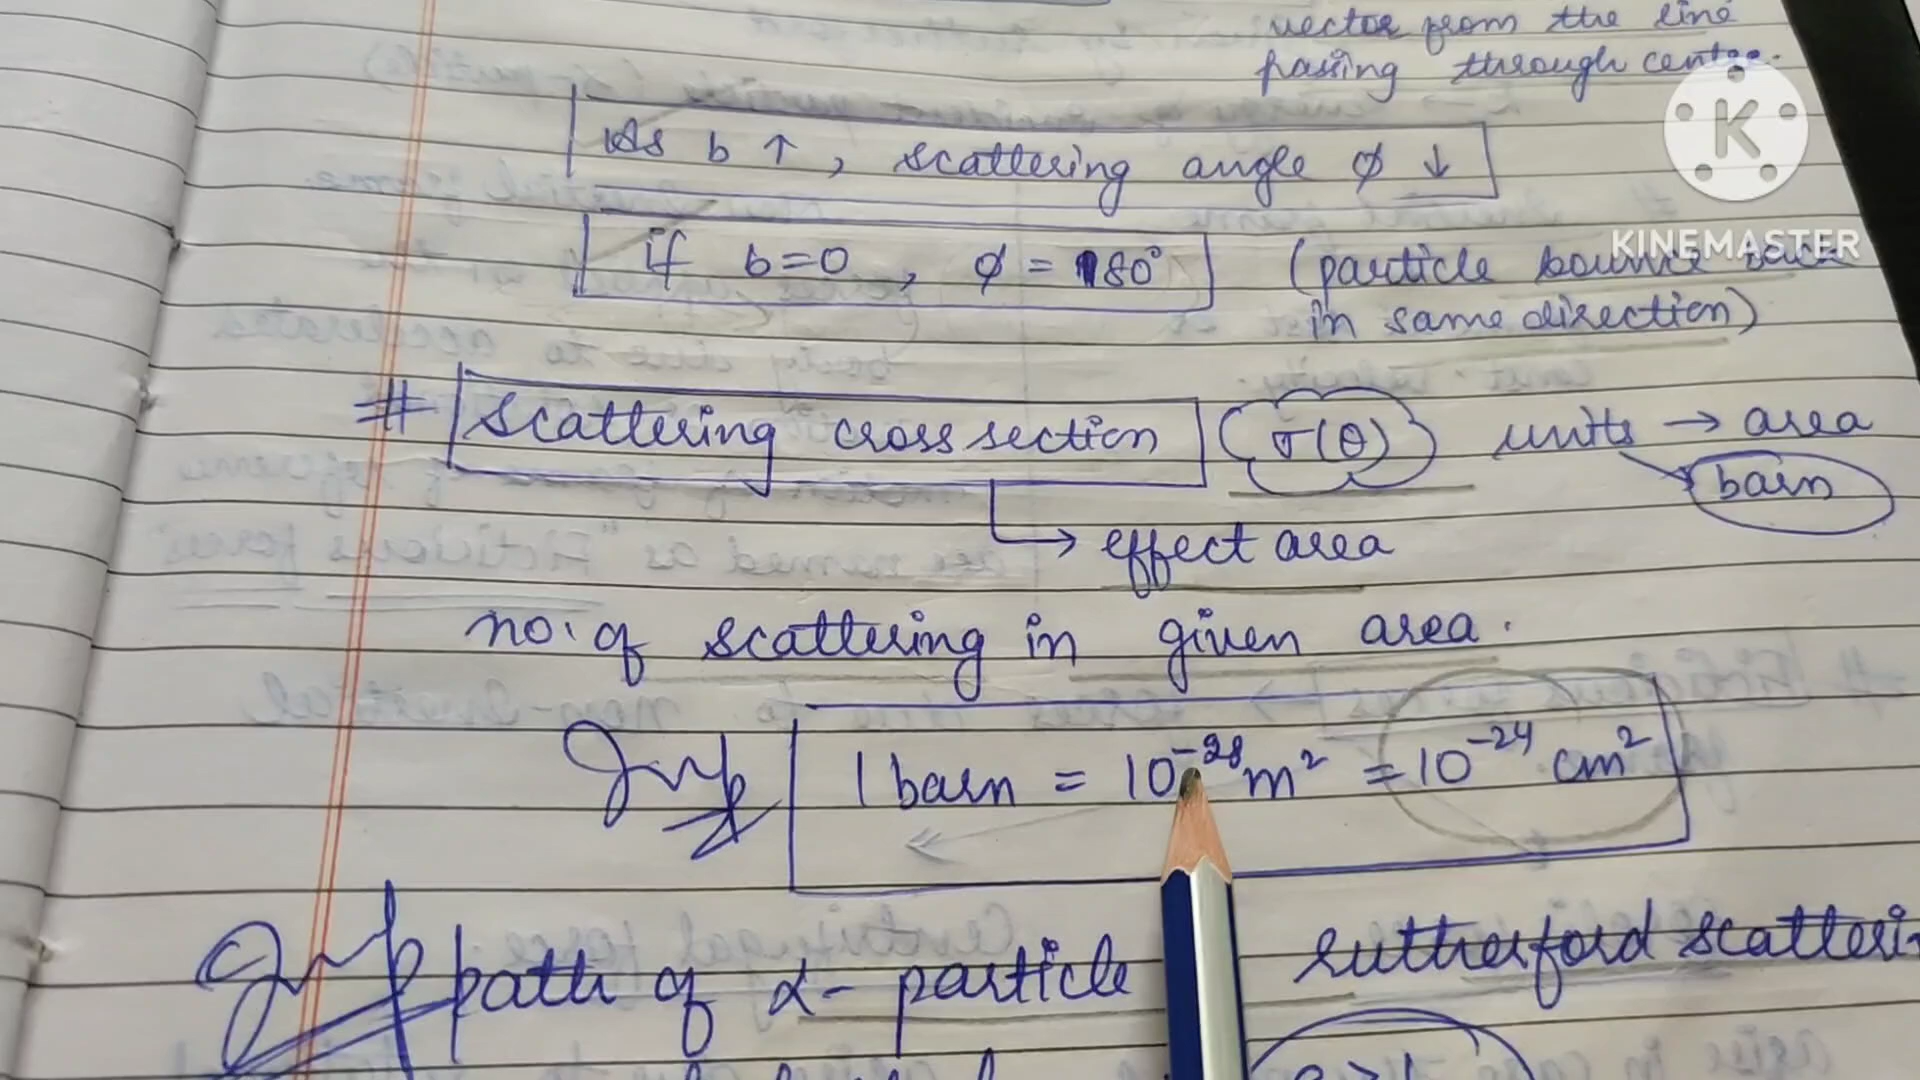 vector from the line
passing through centre.
As b ↑, scattering angle φ ↓
if b=0, φ = 180° (particle bounce back
in same direction)
# scattering cross section (σ(θ)) units → area
barn
→ effect area
no. of scattering in given area.
Imp 1 barn = 10⁻²⁸ m² = 10⁻²⁴ cm²
Imp path of α-particle rutherford scatteri
KINEMASTER